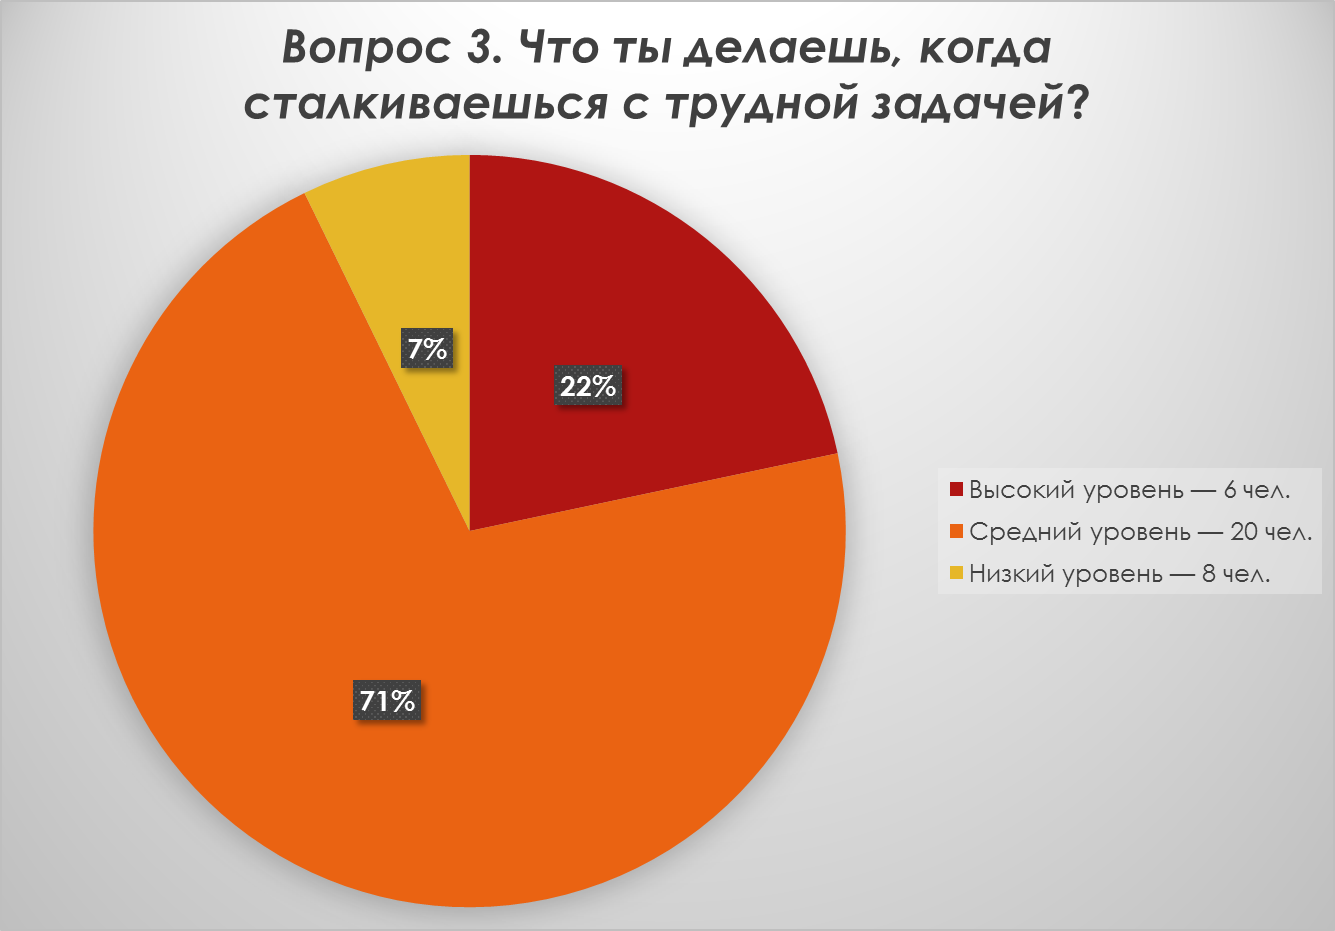 Вопрос 3. Что ты делаешь, когда
сталкиваешься с трудной задачей?
7%
22%
71%
Высокий уровень — 6 чел.
Средний уровень — 20 чел.
Низкий уровень — 8 чел.